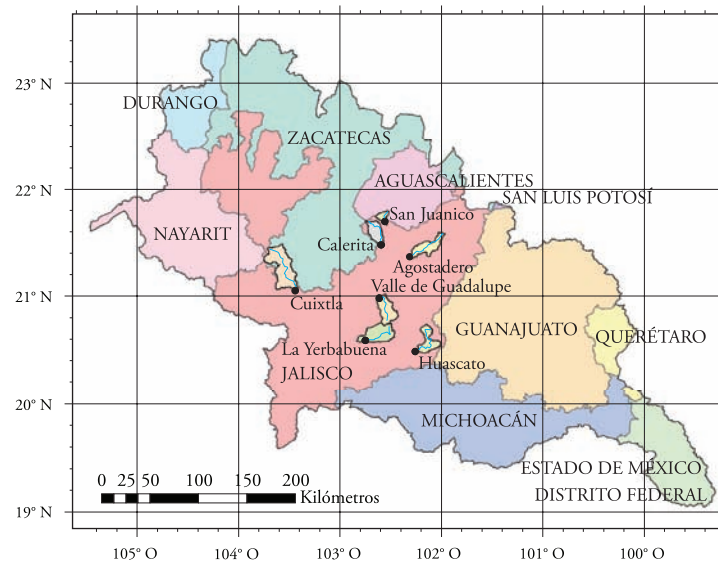 23° N
DURANGO
ZACATECAS
22° N
AGUASCALIENTES
SAN LUIS POTOSÍ
San Juanico
NAYARIT
Calerita
Agostadero
21° N
Cuixtla
Valle de Guadalupe
GUANAJUATO
QUERÉTARO
La Yerbabuena
Huascato
JALISCO
20° N
MICHOACÁN
ESTADO DE MÉXICO
DISTRITO FEDERAL
0 25 50 100 150 200
Kilómetros
19° N
105° O 104° O 103° O 102° O 101° O 100° O